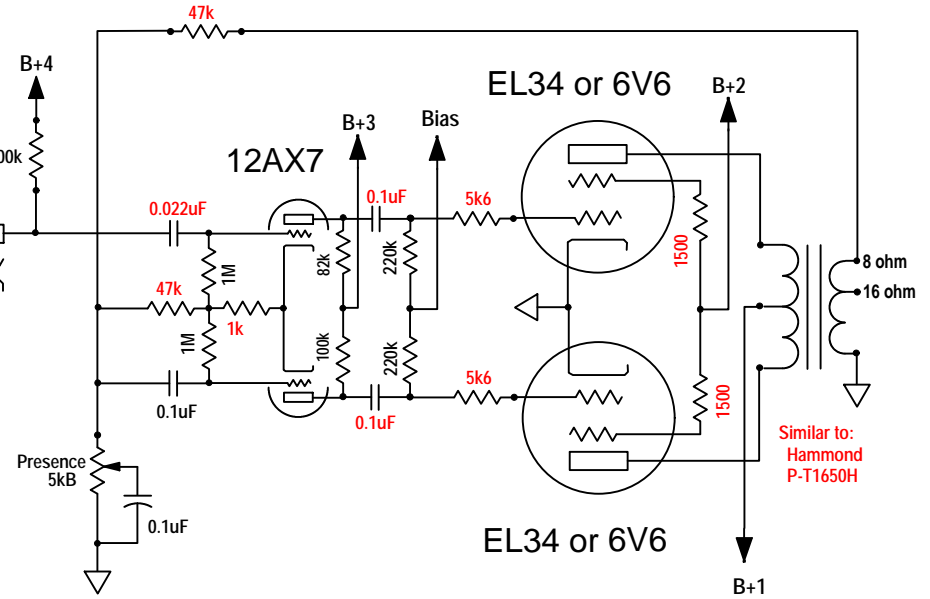 47k
B+4
EL34 or 6V6
B+2
B+3
Bias
12AX7
00k
0.022uF
0.1uF
5k6
1M
82k
220k
1500
8 ohm
16 ohm
47k
1k
1M
100k
220k
5k6
1500
0.1uF
0.1uF
Similar to:
Hammond
P-T1650H
Presence
5kB
0.1uF
EL34 or 6V6
B+1